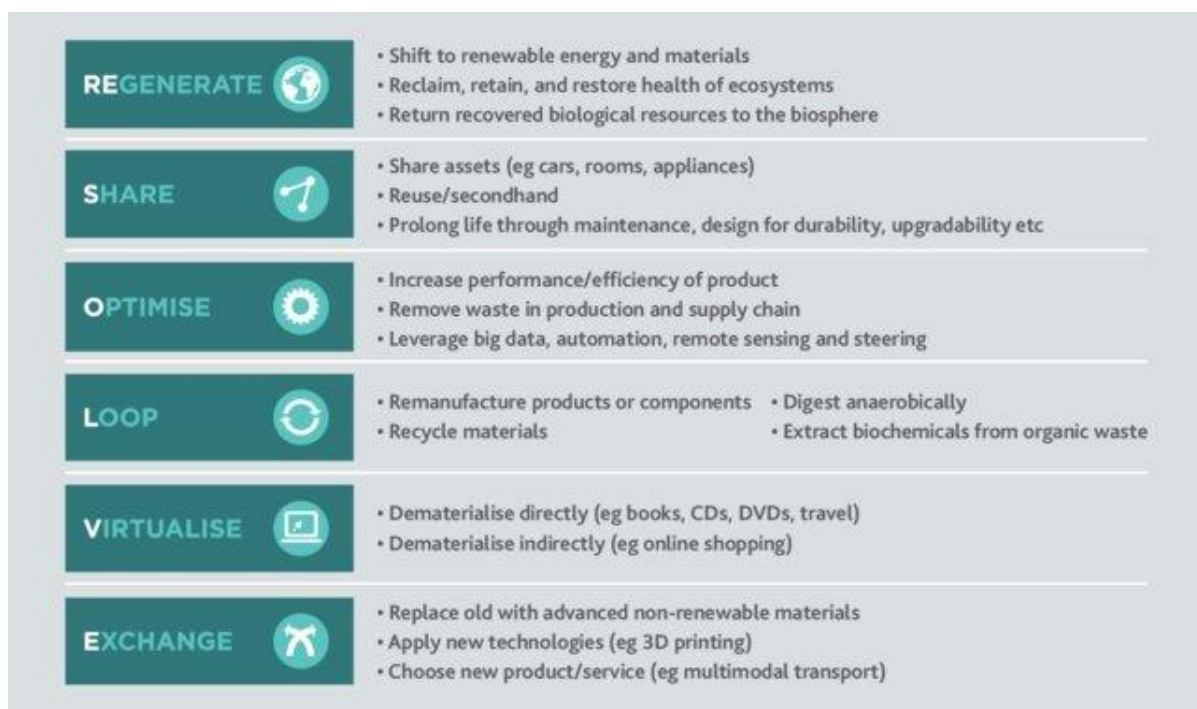 REGENERATE
• Shift to renewable energy and materials
• Reclaim, retain, and restore health of ecosystems
• Return recovered biological resources to the biosphere
SHARE
• Share assets (eg cars, rooms, appliances)
• Reuse/secondhand
• Prolong life through maintenance, design for durability, upgradability etc
OPTIMISE
• Increase performance/efficiency of product
• Remove waste in production and supply chain
• Leverage big data, automation, remote sensing and steering
LOOP
• Remanufacture products or components
• Recycle materials
• Digest anaerobically
• Extract biochemicals from organic waste
VIRTUALISE
• Dematerialise directly (eg books, CDs, DVDs, travel)
• Dematerialise indirectly (eg online shopping)
EXCHANGE
• Replace old with advanced non-renewable materials
• Apply new technologies (eg 3D printing)
• Choose new product/service (eg multimodal transport)